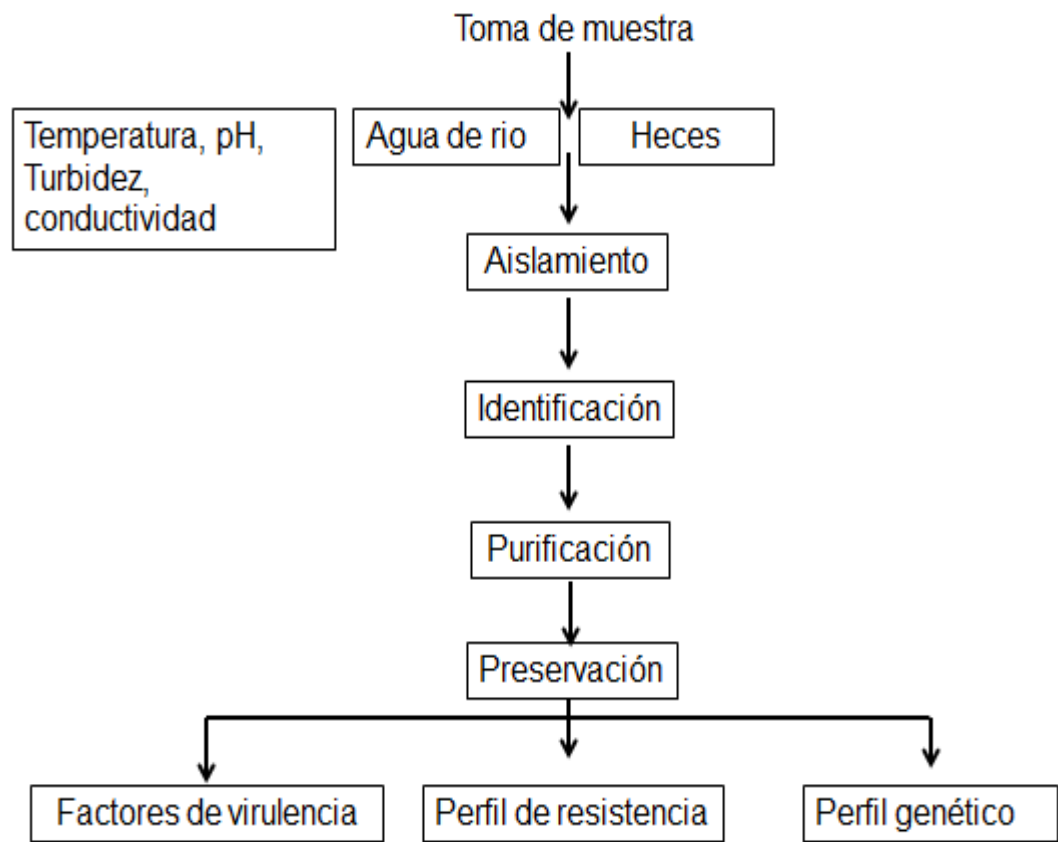 Toma de muestra
Temperatura, pH,
Turbidez,
conductividad
Agua de rio
Heces
Aislamiento
Identificación
Purificación
Preservación
Factores de virulencia
Perfil de resistencia
Perfil genético